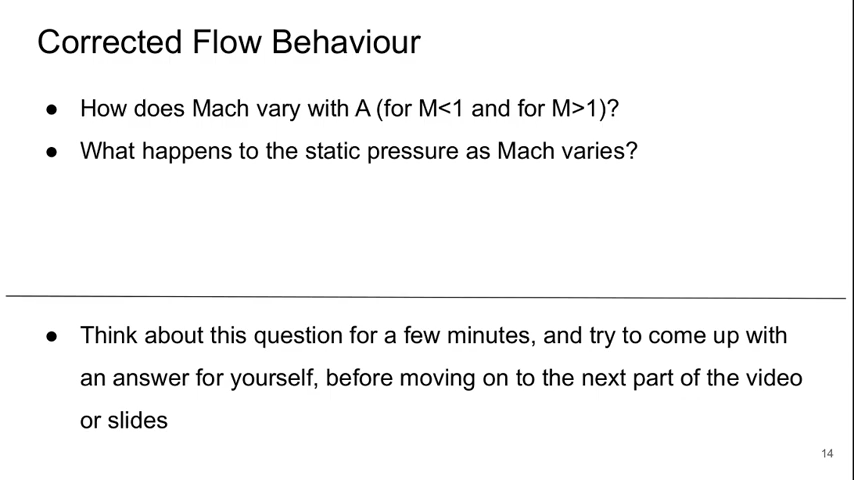 Corrected Flow Behaviour
● How does Mach vary with A (for M<1 and for M>1)?
● What happens to the static pressure as Mach varies?
● Think about this question for a few minutes, and try to come up with
an answer for yourself, before moving on to the next part of the video
or slides
14